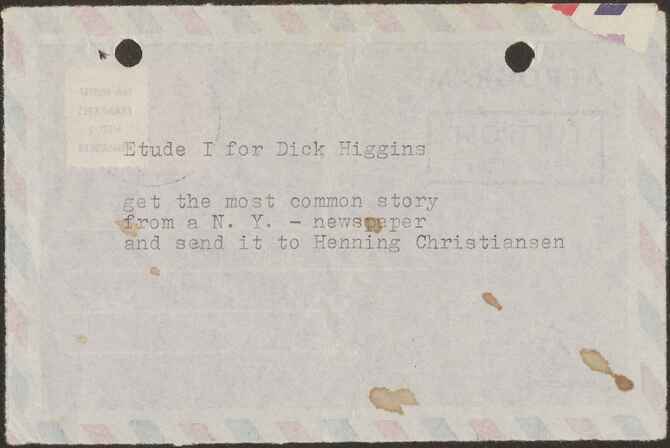 Etude I for Dick Higgins
get the most common story
from a N. Y. - newspaper
and send it to Henning Christiansen